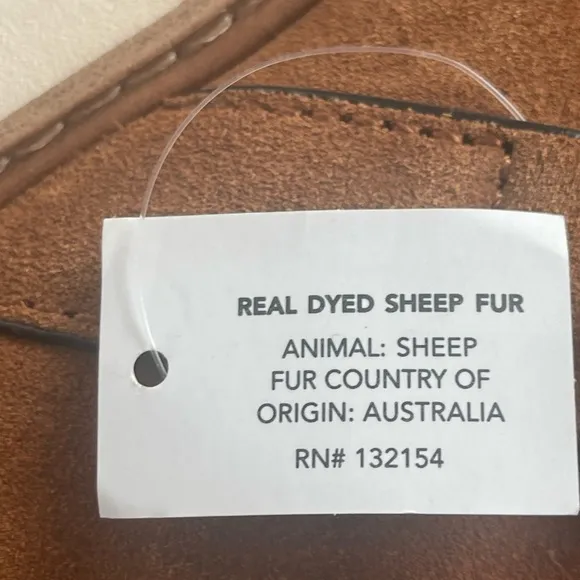 REAL DYED SHEEP FUR
ANIMAL: SHEEP
FUR COUNTRY OF
ORIGIN: AUSTRALIA
RN# 132154